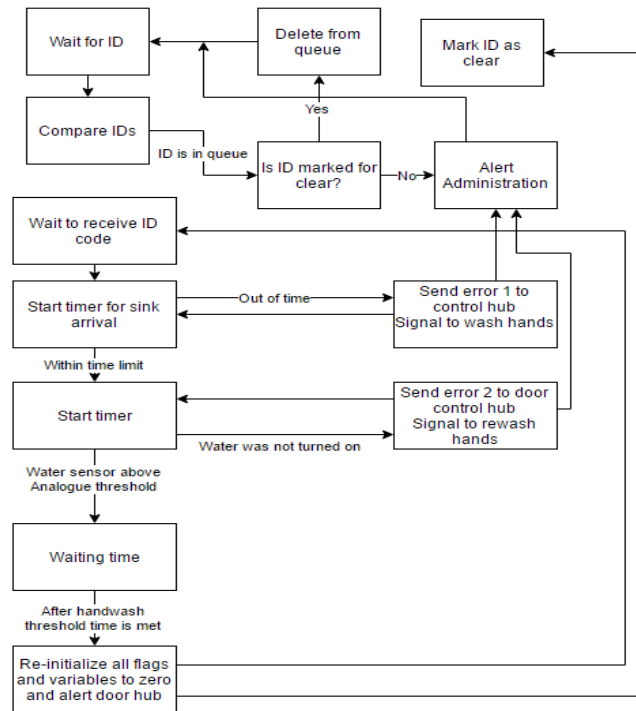 Wait for ID
Delete from
queue
Mark ID as
clear
Yes
Compare IDs
ID is in queue
Is ID marked for
clear?
No
Alert
Administration
Wait to receive ID
code
Start timer for sink
arrival
Out of time
Send error 1 to
control hub
Signal to wash hands
Within time limit
Start timer
Send error 2 to door
control hub
Signal to rewash
hands
Water was not turned on
Water sensor above
Analogue threshold
Waiting time
After handwash
threshold time is met
Re-initialize all flags
and variables to zero
and alert door hub